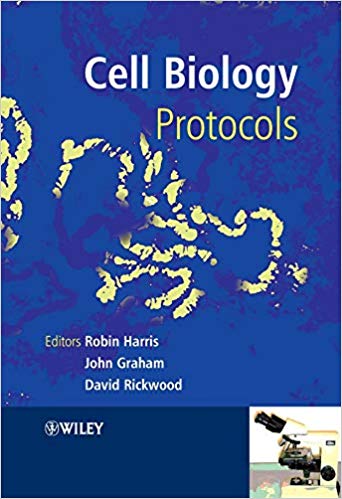 Cell Biology
Protocols
Editors Robin Harris
John Graham
David Rickwood
WILEY